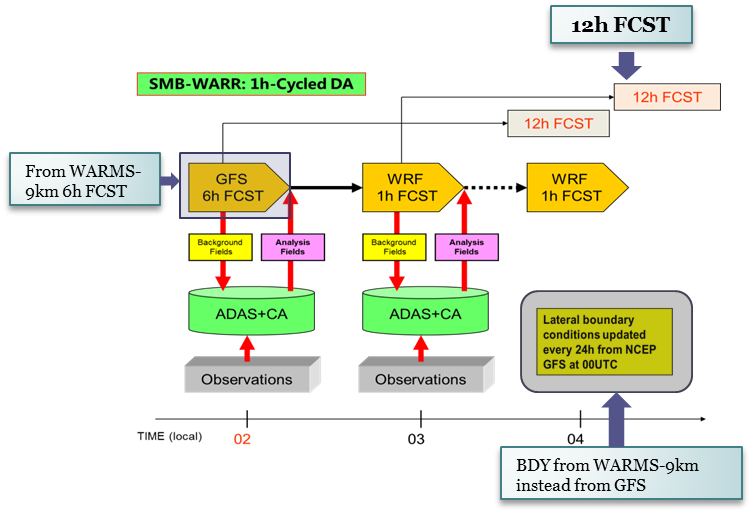 12h FCST
SMB-WARR: 1h-Cycled DA
12h FCST
12h FCST
From WARMS-
9km 6h FCST
GFS
6h FCST
WRF
1h FCST
WRF
1h FCST
Background
Fields
Analysis
Fields
Background
Fields
Analysis
Fields
ADAS+CA
ADAS+CA
Lateral boundary
conditions updated
every 24h from NCEP
GFS at 00UTC
Observations
Observations
TIME (local)
02
03
04
BDY from WARMS-9km
instead from GFS